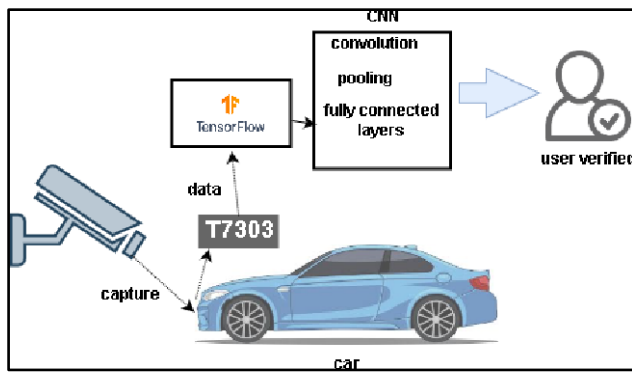 CNN
convolution
pooling
fully connected
layers
TensorFlow
user verified
data
T7303
capture
car